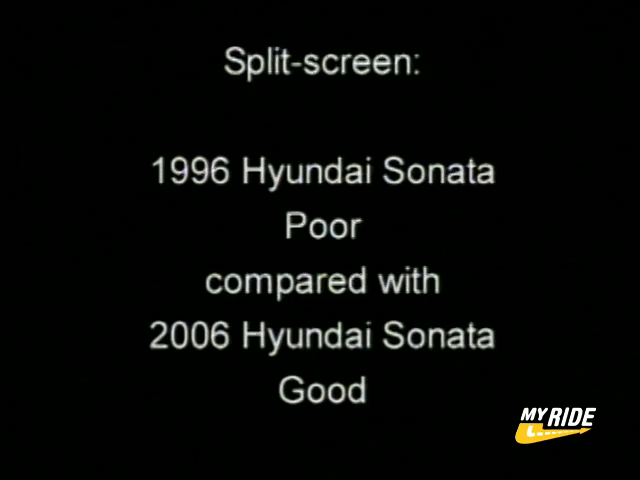 Split-screen:
1996 Hyundai Sonata
Poor
compared with
2006 Hyundai Sonata
Good
MY RIDE